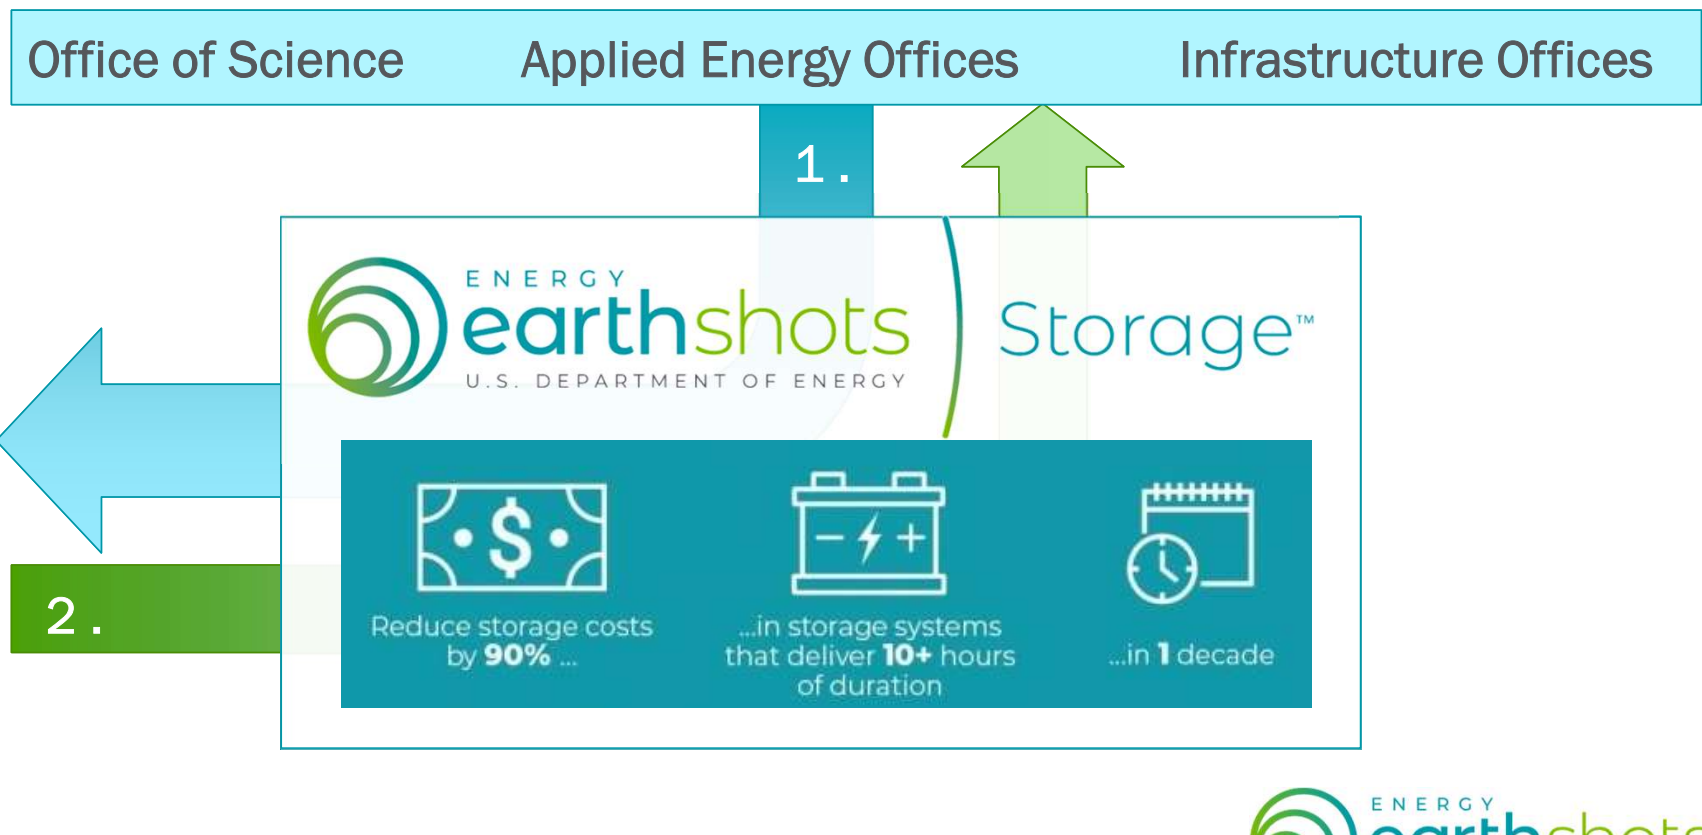 Office of Science Applied Energy Offices Infrastructure Offices
1.
ENERGY
earthshots
U.S. DEPARTMENT OF ENERGY
Storage™
2.
$
Reduce storage costs
by 90% ...
...in storage systems
that deliver 10+ hours
of duration
...in 1 decade
ENERGY
earthshots